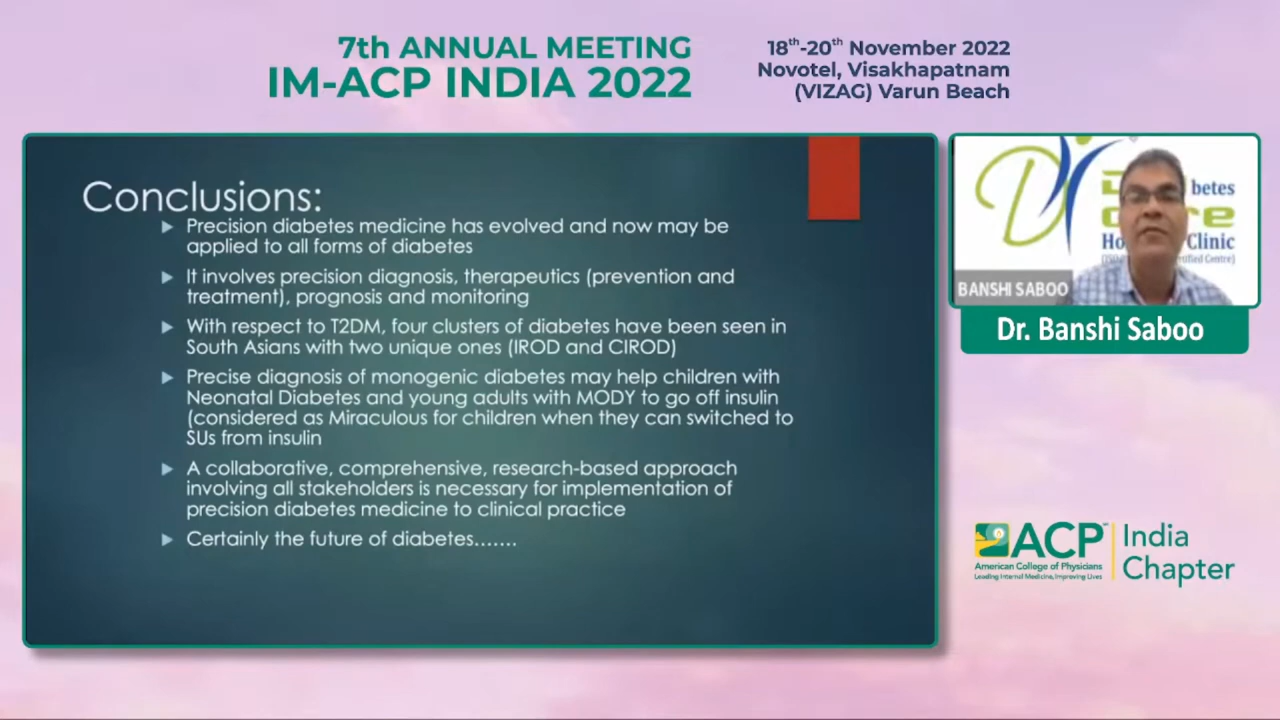 7th ANNUAL MEETING
IM-ACP INDIA 2022
18th-20th November 2022
Novotel, Visakhapatnam
(VIZAG) Varun Beach
Conclusions:
Precision diabetes medicine has evolved and now may be
applied to all forms of diabetes
It involves precision diagnosis, therapeutics (prevention and
treatment), prognosis and monitoring
With respect to T2DM, four clusters of diabetes have been seen in
South Asians with two unique ones (IROD and CIROD)
Precise diagnosis of monogenic diabetes may help children with
Neonatal Diabetes and young adults with MODY to go off insulin
(considered as Miraculous for children when they can switched to
SUs from insulin
A collaborative, comprehensive, research-based approach
involving all stakeholders is necessary for implementation of
precision diabetes medicine to clinical practice
Certainly the future of diabetes.......
betes
Clinic
BANSHI SABOO
Dr. Banshi Saboo
ACP
American College of Physicians
Leading Internal Medicine, Improving Lives
India
Chapter